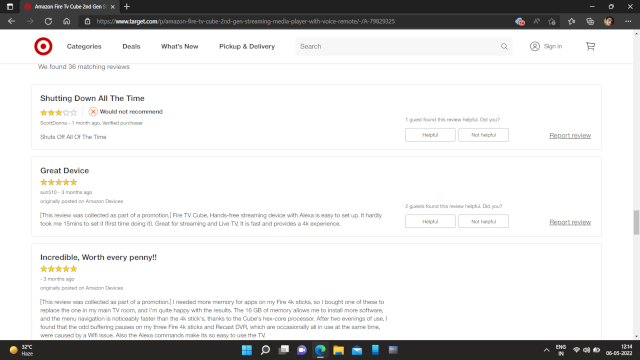 Amazon Fire Tv Cube 2nd Gen S
https://www.target.com/p/amazon-fire-tv-cube-2nd-gen-streaming-media-player-with-voice-remote/-/A-79829325
Categories Deals What's New Pickup & Delivery Search Sign in
We found 36 matching reviews
Shutting Down All The Time
Would not recommend
ScottDonna - 1 month ago, Verified purchaser
Shuts Off All Of The Time
1 guest found this review helpful. Did you?
Helpful Not helpful Report review
Great Device
sun510 - 3 months ago
originally posted on Amazon Devices
[This review was collected as part of a promotion.] Fire TV Cube, Hands-free streaming device with Alexa is easy to set up. It hardly
took me 15mins to set it (first time doing it). Great for streaming and Live TV, it is fast and provides a 4k experience.
0 guests found this review helpful. Did you?
Helpful Not helpful Report review
Incredible, Worth every penny!!
- 3 months ago
originally posted on Amazon Devices
[This review was collected as part of a promotion.] I needed more memory for apps on my Fire 4k sticks, so I bought one of these to
replace the one in my main TV room, and I'm quite happy with the results. The 16 GB of memory allows me to install more software,
and the menu navigation is noticeably faster than the 4k stick's, thanks to the Cube's hex-core processor. After two evenings of use, I
found that the odd buffering pauses on my three Fire 4k sticks and Recast DVR, which are occasionally all in use at the same time,
were caused by a Wifi issue. Also the Alexa commands make its so easy to use the TV.
32°C
Haze
ENG
IN
12:14
06-05-2022